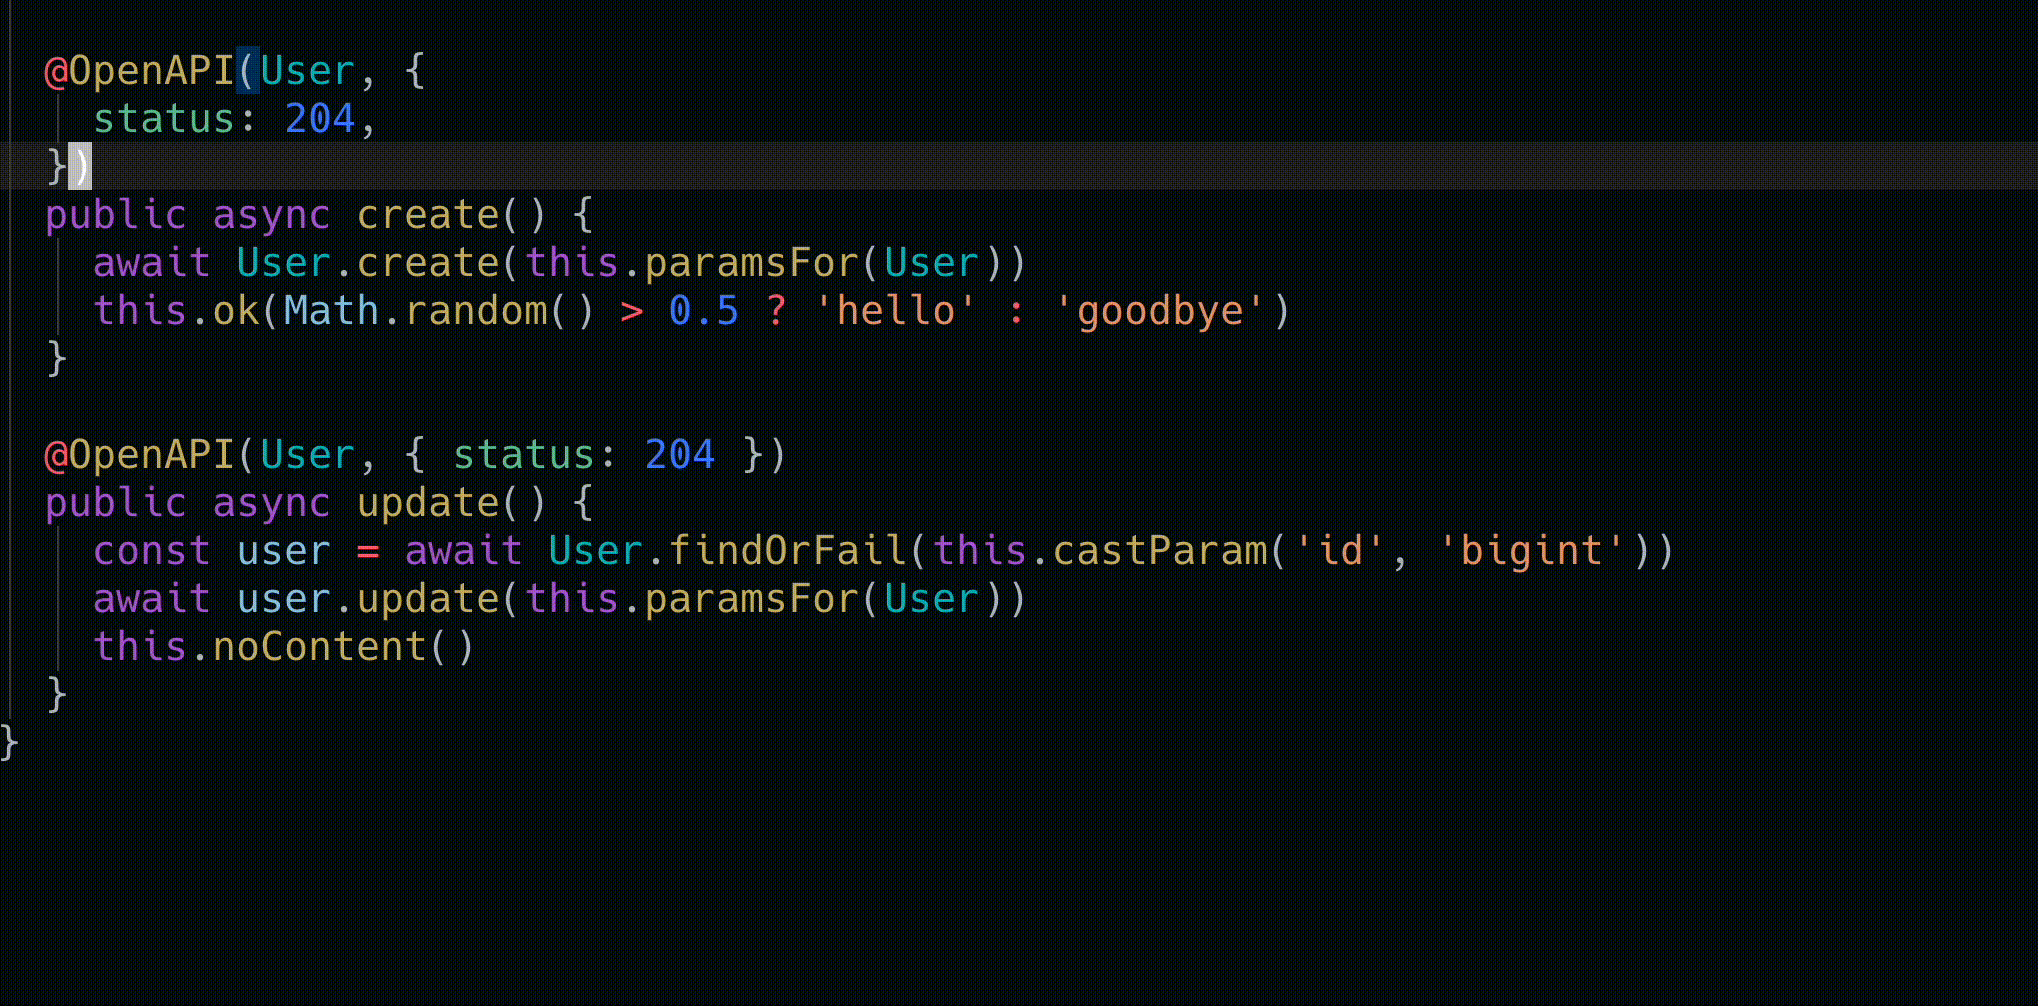 @OpenAPI(User, {
  status: 204,
})
public async create() {
  await User.create(this.paramsFor(User))
  this.ok(Math.random() > 0.5 ? 'hello' : 'goodbye')
}

@OpenAPI(User, { status: 204 })
public async update() {
  const user = await User.findOrFail(this.castParam('id', 'bigint'))
  await user.update(this.paramsFor(User))
  this.noContent()
}
}